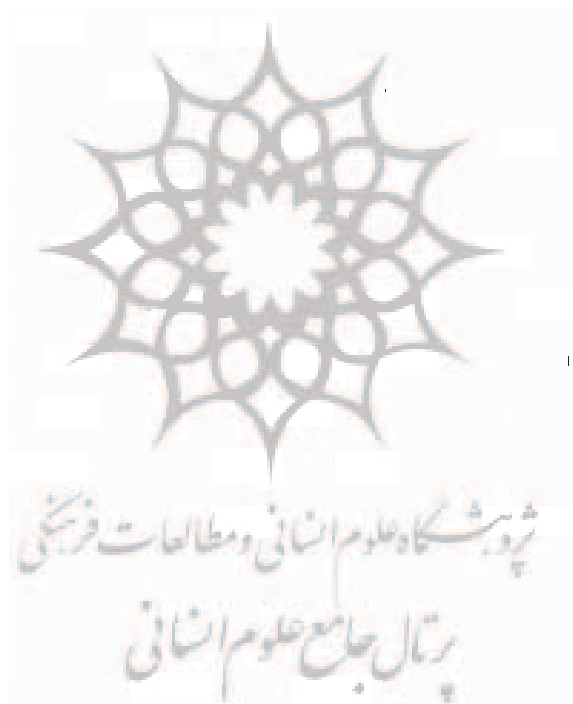 پژوهشگاه علوم انسانی و مطالعات فرهنگی
پرتال جامع علوم انسانی